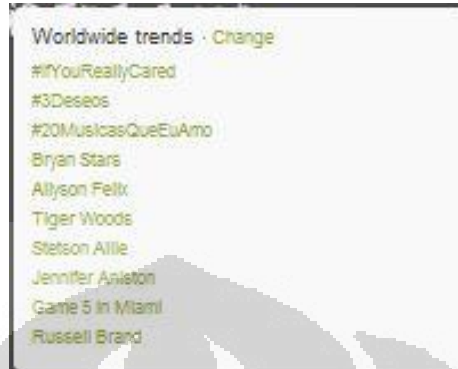 Worldwide trends · Change
#IfYouReallyCared
#3Deseos
#20MusicasQueEuAmo
Bryan Stars
Allyson Felix
Tiger Woods
Stetson Allie
Jennifer Aniston
Game 5 in Miami
Russell Brand